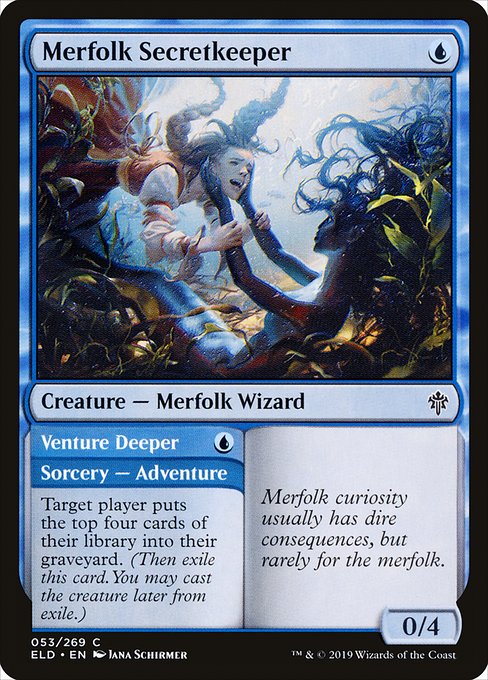 Merfolk Secretkeeper
Creature — Merfolk Wizard
Venture Deeper
Sorcery — Adventure
Target player puts
the top four cards of
their library into their
graveyard. (Then exile
this card. You may cast
the creature later from
exile.)
Merfolk curiosity
usually has dire
consequences, but
rarely for the merfolk.
0/4
053/269 C
ELD • EN Jana Schirmer
™ & © 2019 Wizards of the Coast